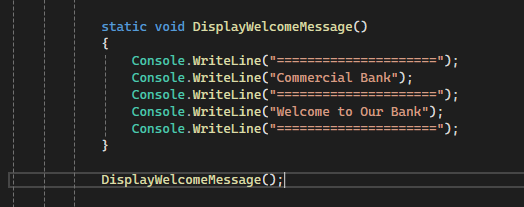 static void DisplayWelcomeMessage()
{
Console.WriteLine("=====================");
Console.WriteLine("Commercial Bank");
Console.WriteLine("=====================");
Console.WriteLine("Welcome to Our Bank");
Console.WriteLine("=====================");
}
DisplayWelcomeMessage();